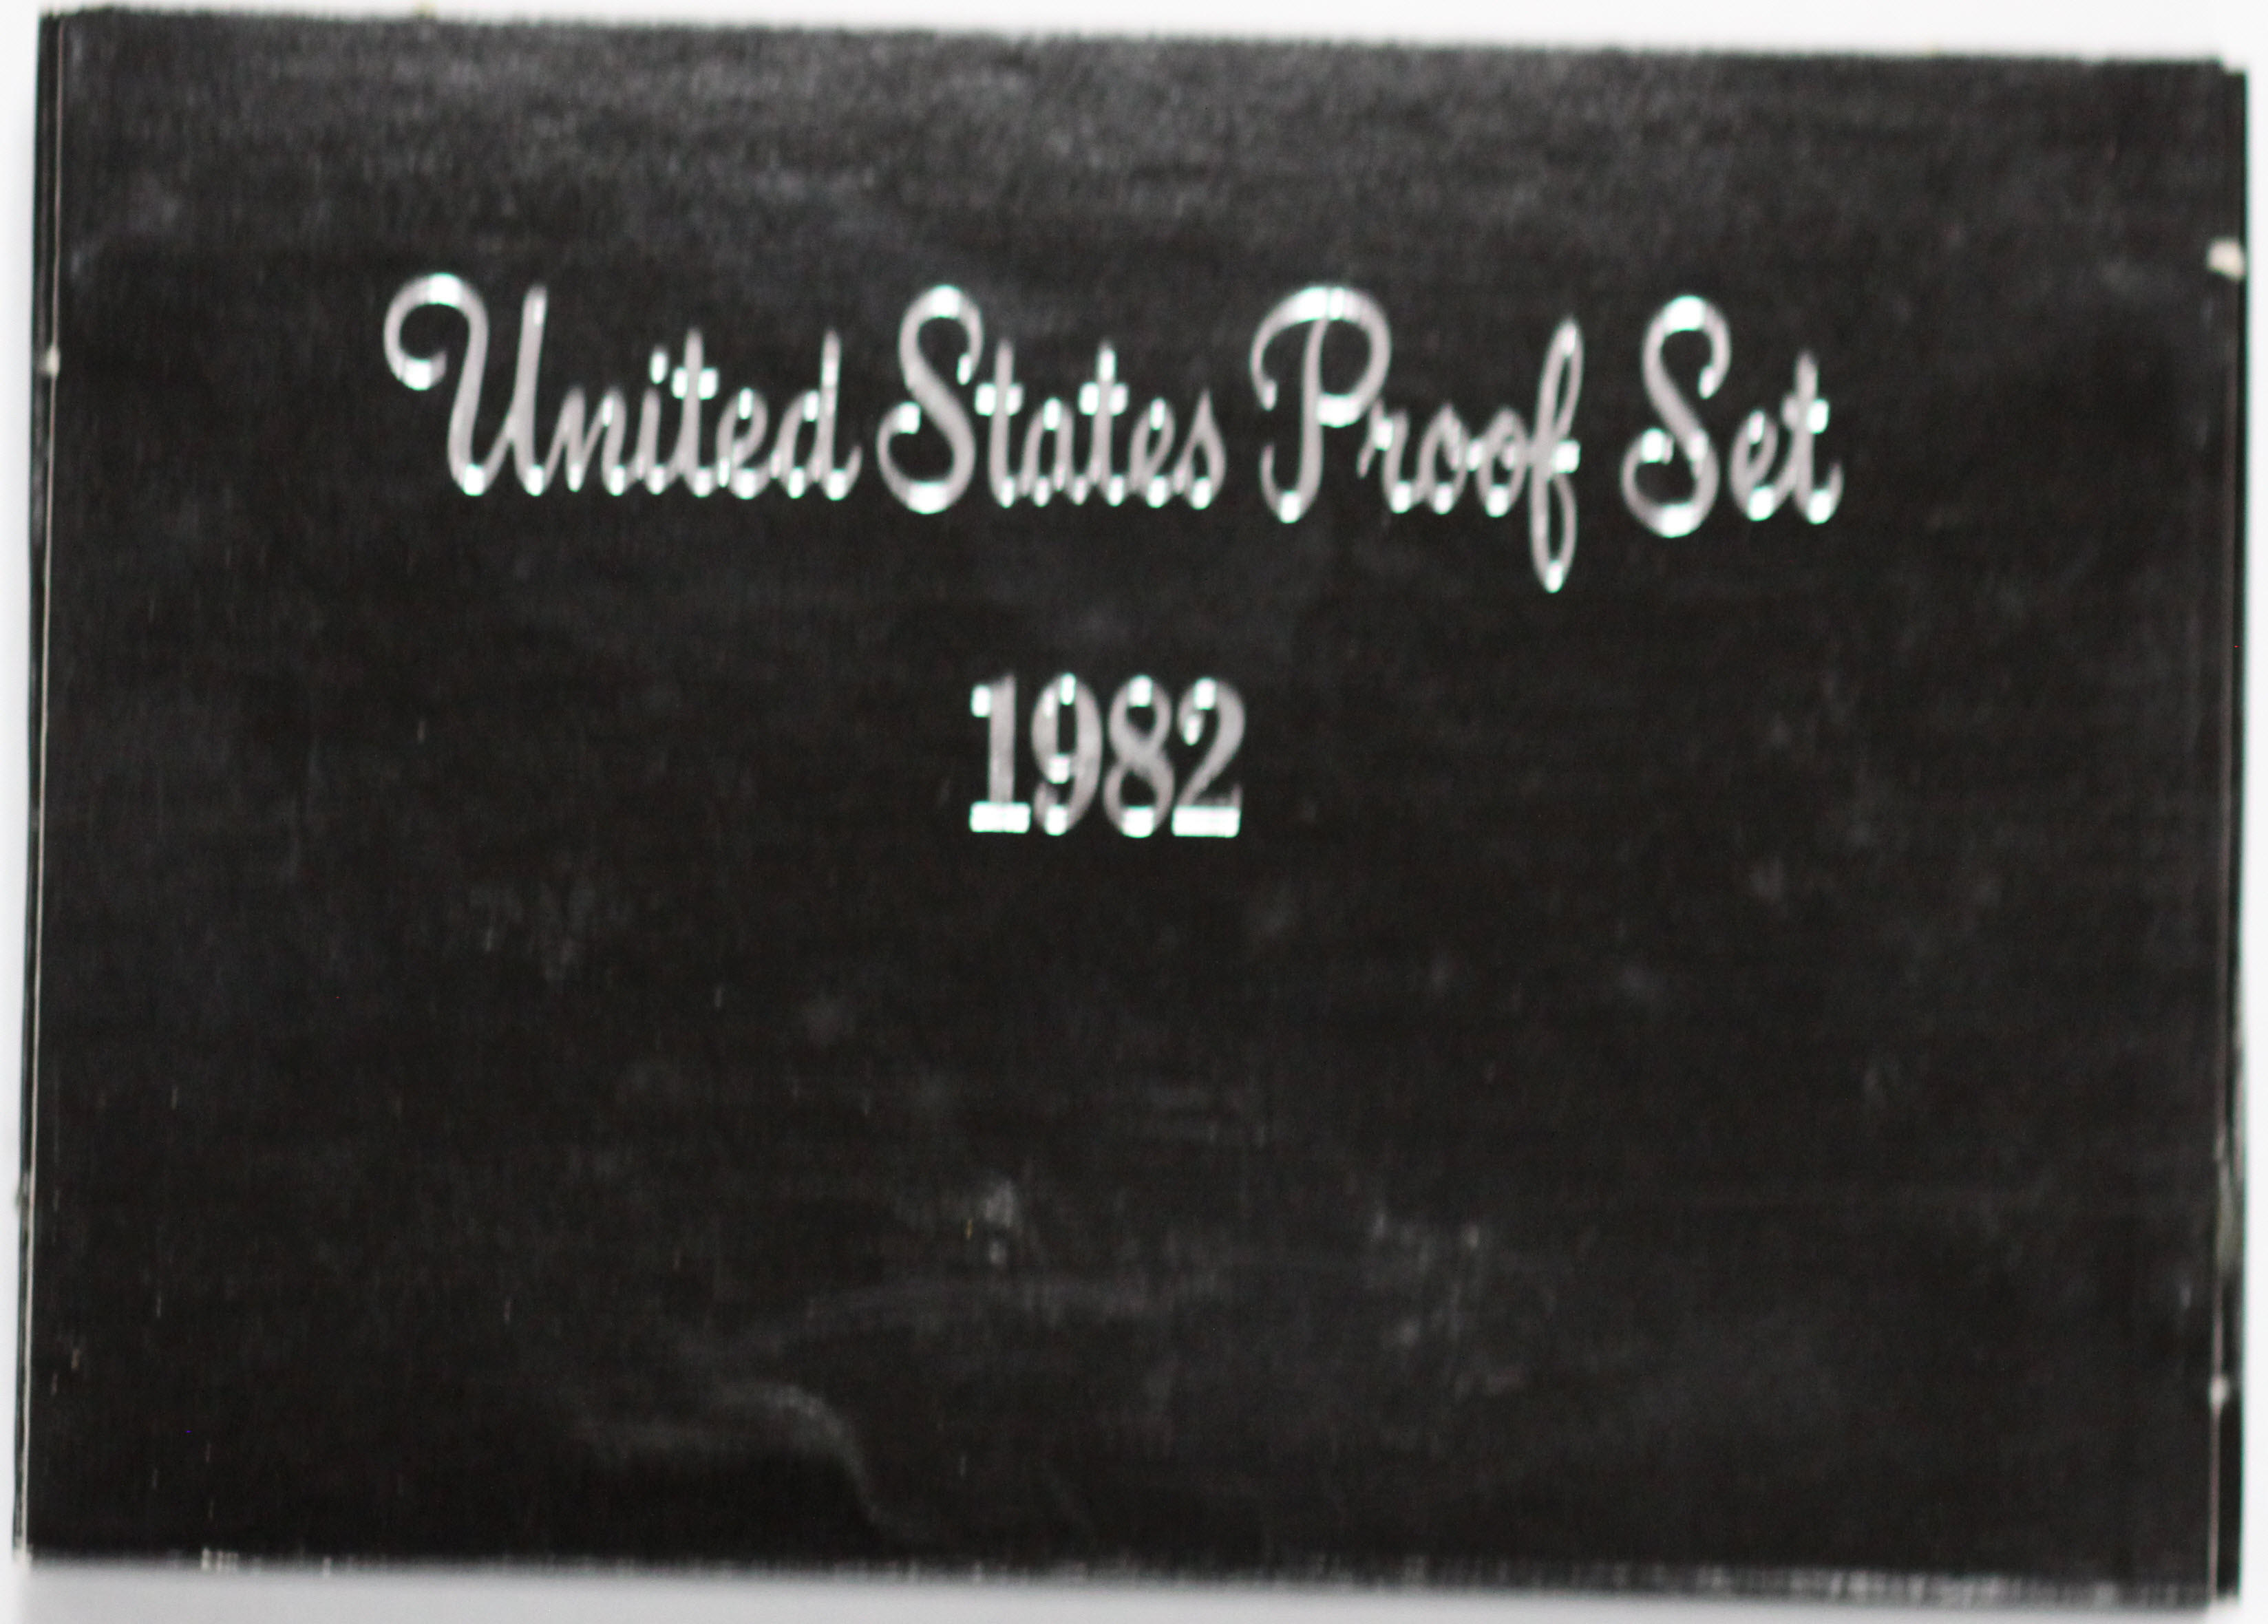 United States Proof Set
1982